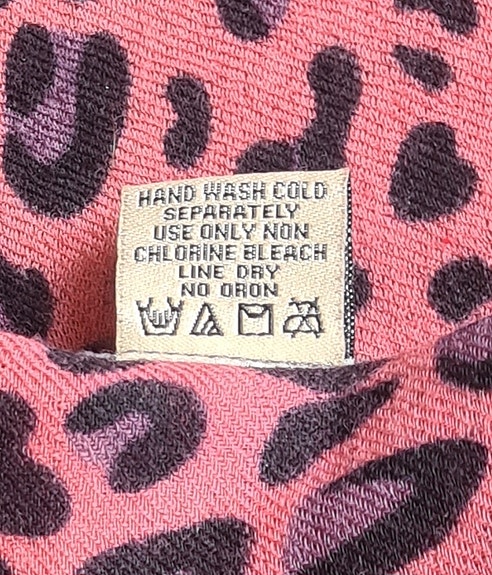 HAND WASH COLD
SEPARATELY
USE ONLY NON
CHLORINE BLEACH
LINE DRY
NO ORON